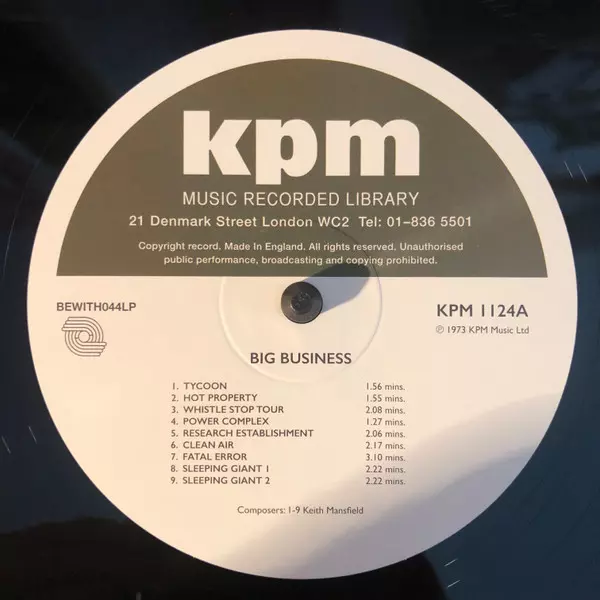 kpm
MUSIC RECORDED LIBRARY
21 Denmark Street London WC2 Tel: 01–836 5501
Copyright record. Made In England. All rights reserved. Unauthorised
public performance, broadcasting and copying prohibited.
BEWITH044LP
KPM 1124A
℗ 1973 KPM Music Ltd
BIG BUSINESS
1. TYCOON 1.56 mins.
2. HOT PROPERTY 1.55 mins.
3. WHISTLE STOP TOUR 2.08 mins.
4. POWER COMPLEX 1.27 mins.
5. RESEARCH ESTABLISHMENT 2.06 mins.
6. CLEAN AIR 2.17 mins.
7. FATAL ERROR 3.10 mins.
8. SLEEPING GIANT 1 2.22 mins.
9. SLEEPING GIANT 2 2.22 mins.
Composers: 1-9 Keith Mansfield